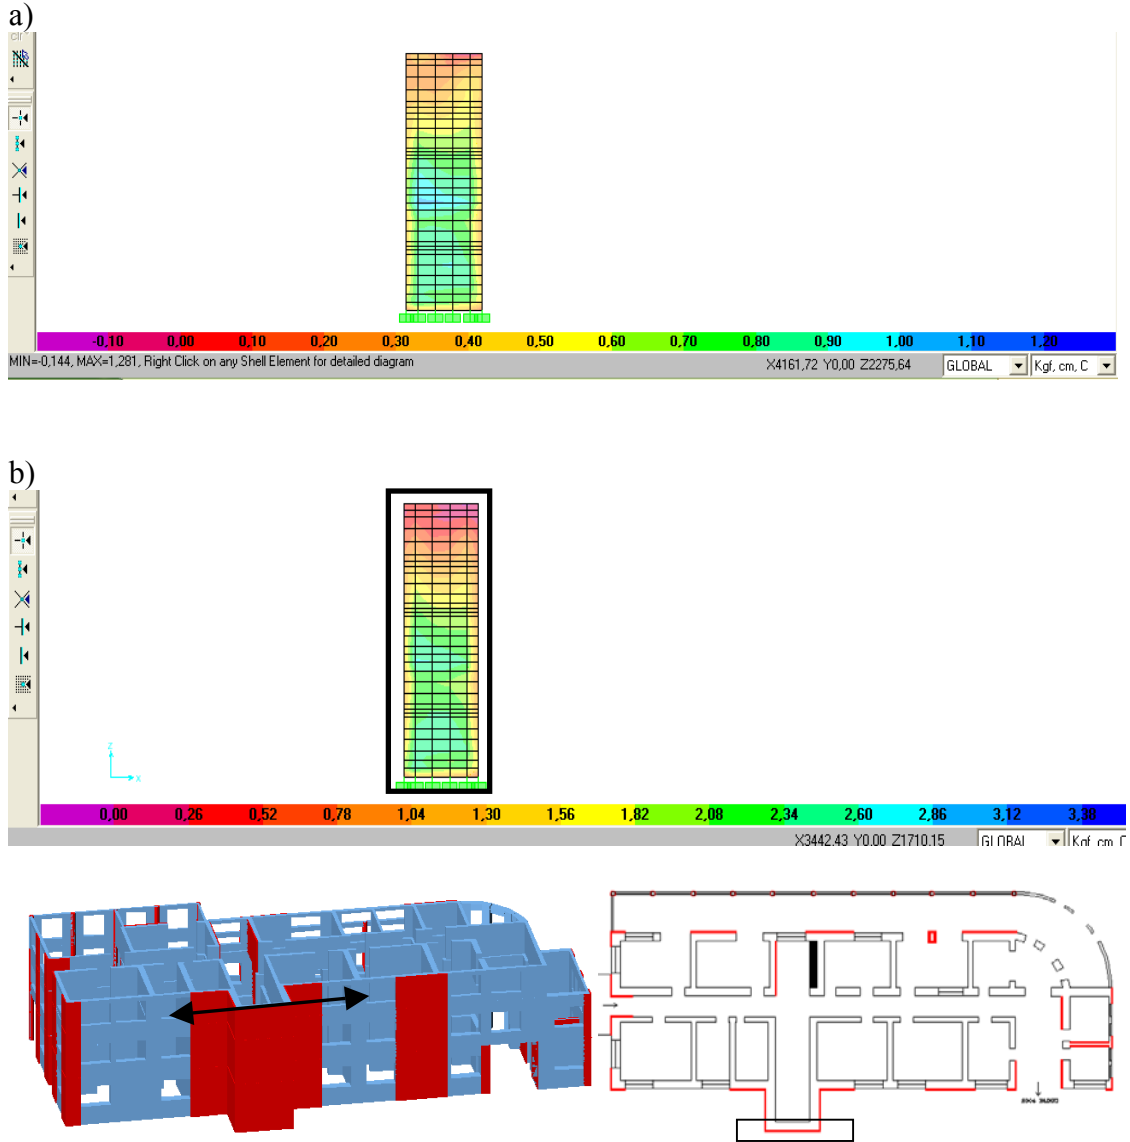 a)
clr
-0,10 0,00 0,10 0,20 0,30 0,40 0,50 0,60 0,70 0,80 0,90 1,00 1,10 1,20
MIN=-0,144, MAX=1,281, Right Click on any Shell Element for detailed diagram X4161,72 Y0,00 Z2275,64 GLOBAL Kgf, cm, C
b)
Z
X
0,00 0,26 0,52 0,78 1,04 1,30 1,56 1,82 2,08 2,34 2,60 2,86 3,12 3,38
X3442,43 Y0,00 Z1710,15 GLOBAL Kgf, cm, C